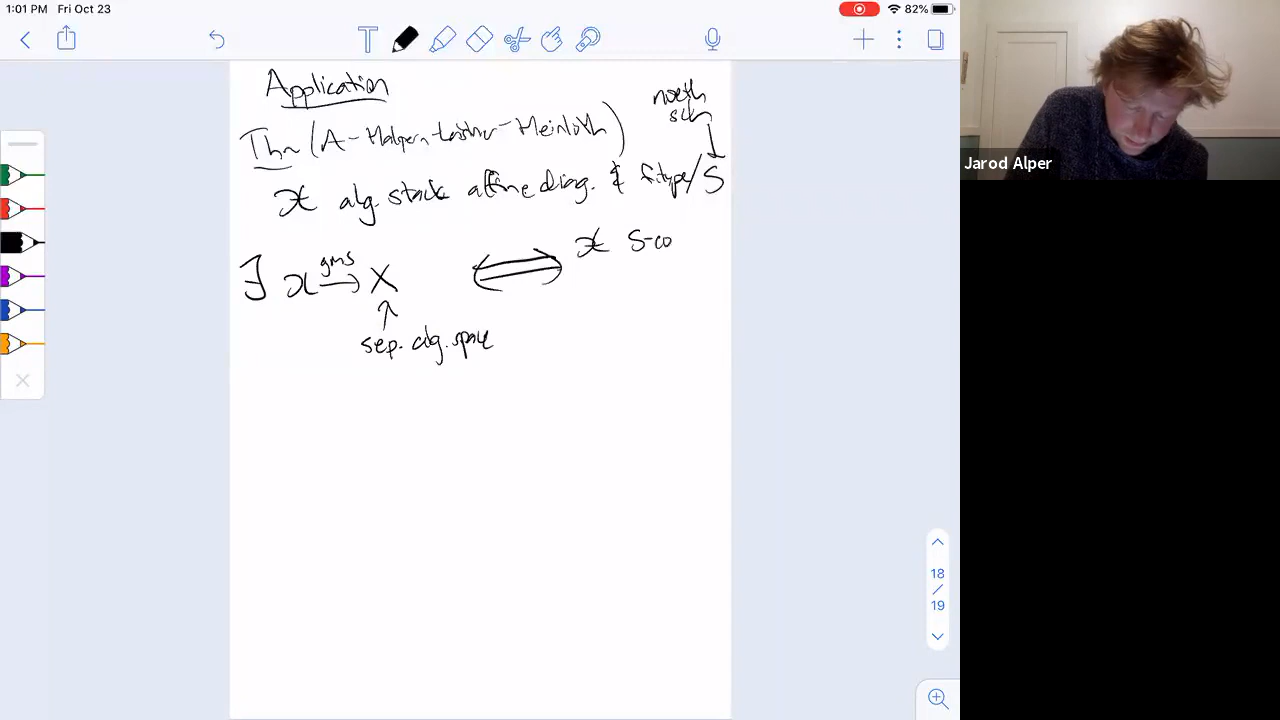 1:01 PM Fri Oct 23
82%
Application
noeth
sch
Thm (A-Halpern-Leistner-Heinloth)
X alg. stack affine diag. & f.type/S
∃ X gms→ X ⟺ X S-co
sep. alg. space
Jarod Alper
18
/
19